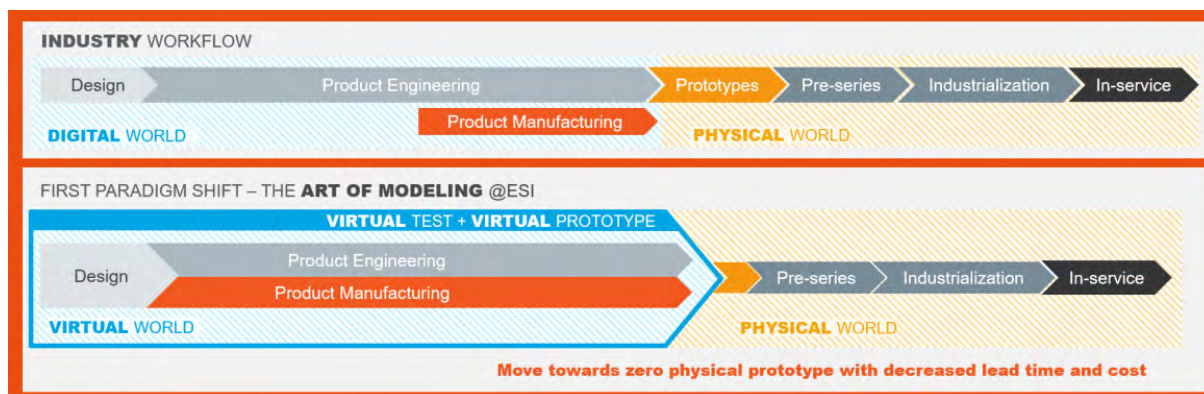 INDUSTRY WORKFLOW
Design
Product Engineering
Prototypes
Pre-series
Industrialization
In-service
Product Manufacturing
DIGITAL WORLD
PHYSICAL WORLD
FIRST PARADIGM SHIFT – THE ART OF MODELING @ESI
VIRTUAL TEST + VIRTUAL PROTOTYPE
Design
Product Engineering
Product Manufacturing
Pre-series
Industrialization
In-service
VIRTUAL WORLD
PHYSICAL WORLD
Move towards zero physical prototype with decreased lead time and cost